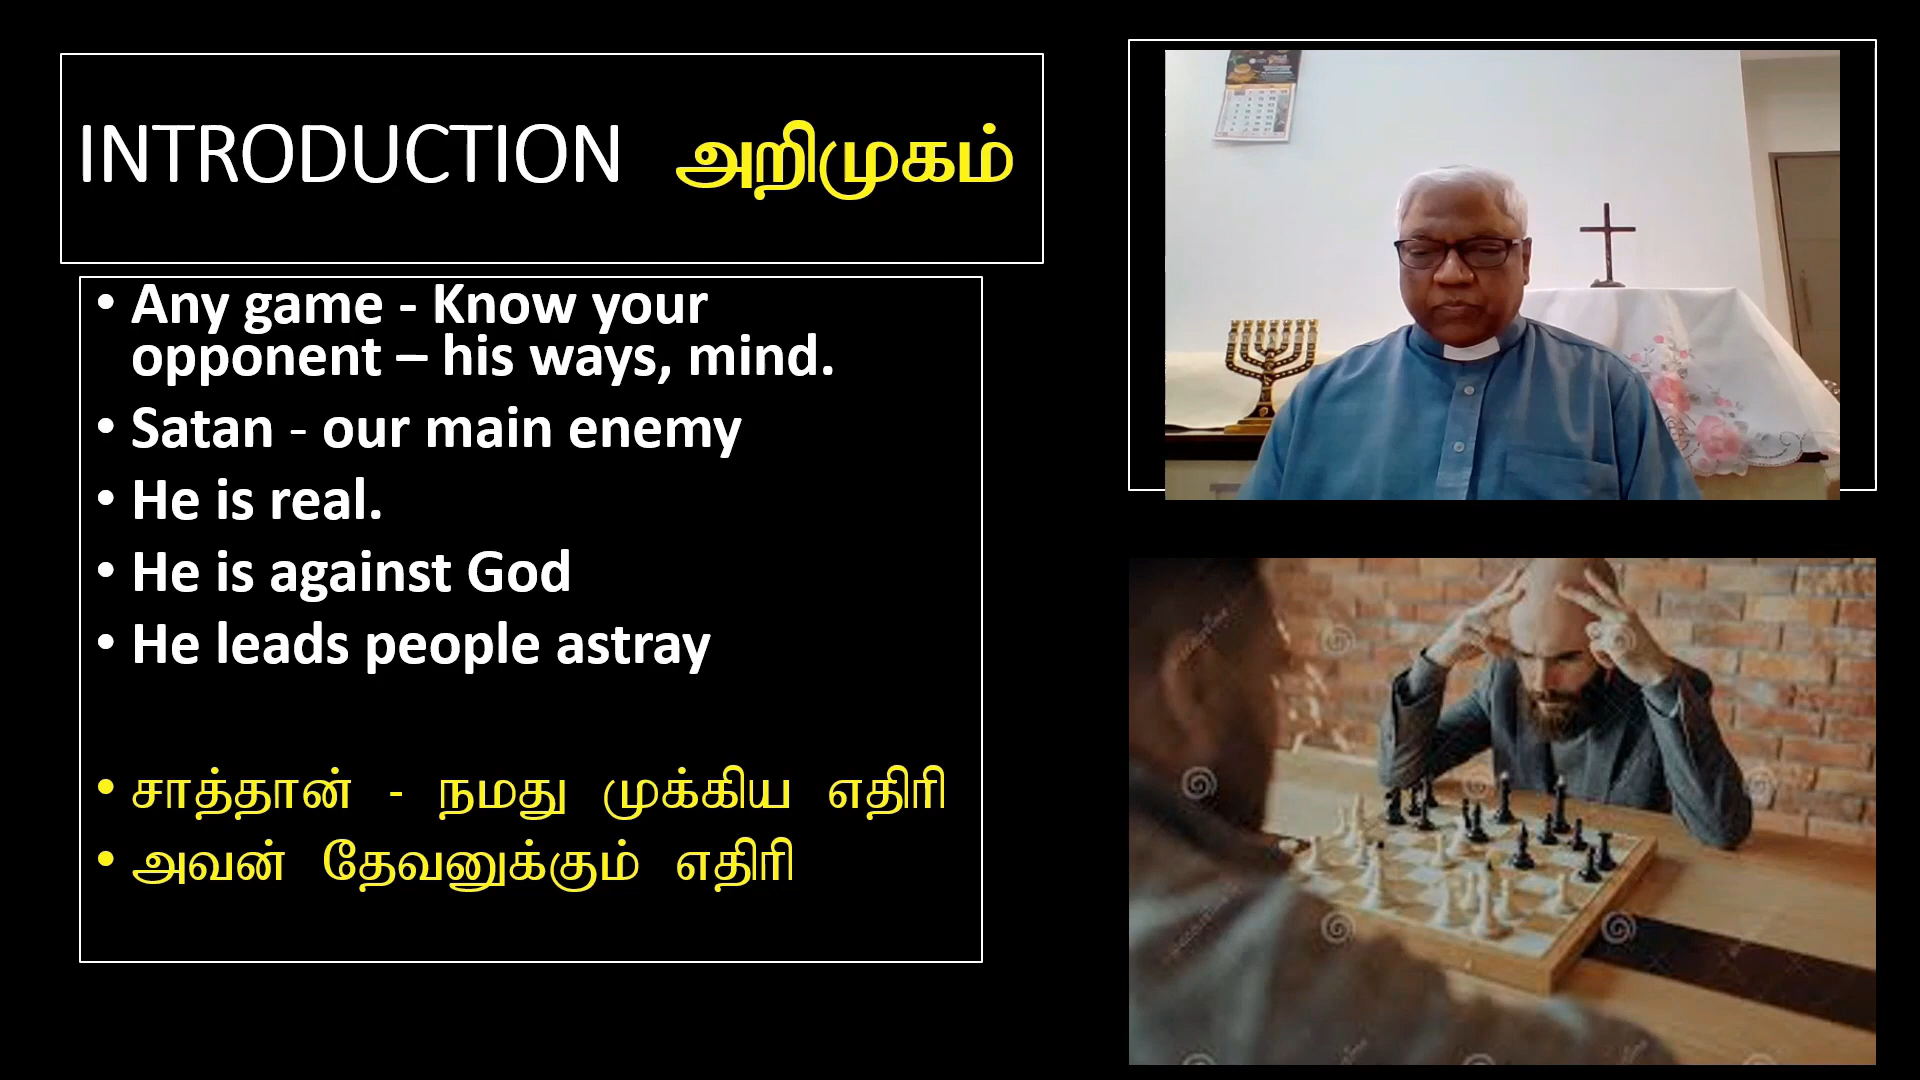 INTRODUCTION அறிமுகம்
• Any game - Know your
opponent – his ways, mind.
• Satan - our main enemy
• He is real.
• He is against God
• He leads people astray
• சாத்தான் - நமது முக்கிய எதிரி
• அவன் தேவனுக்கும் எதிரி